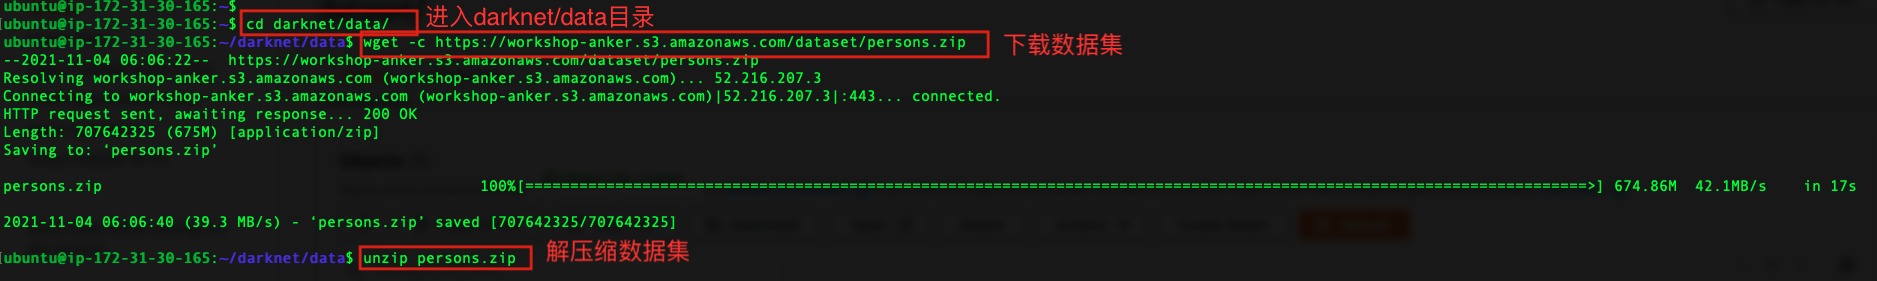 ubuntu@ip-172-31-30-165:~$
[ubuntu@ip-172-31-30-165:~$ cd darknet/data/ 进入darknet/data目录
ubuntu@ip-172-31-30-165:~/darknet/data$ wget -c https://workshop-anker.s3.amazonaws.com/dataset/persons.zip 下载数据集
--2021-11-04 06:06:22--  https://workshop-anker.s3.amazonaws.com/dataset/persons.zip
Resolving workshop-anker.s3.amazonaws.com (workshop-anker.s3.amazonaws.com)... 52.216.207.3
Connecting to workshop-anker.s3.amazonaws.com (workshop-anker.s3.amazonaws.com)|52.216.207.3|:443... connected.
HTTP request sent, awaiting response... 200 OK
Length: 707642325 (675M) [application/zip]
Saving to: ‘persons.zip’
persons.zip 100%[======================================================================================================================>] 674.86M 42.1MB/s in 17s
2021-11-04 06:06:40 (39.3 MB/s) - ‘persons.zip’ saved [707642325/707642325]
[ubuntu@ip-172-31-30-165:~/darknet/data$ unzip persons.zip 解压缩数据集